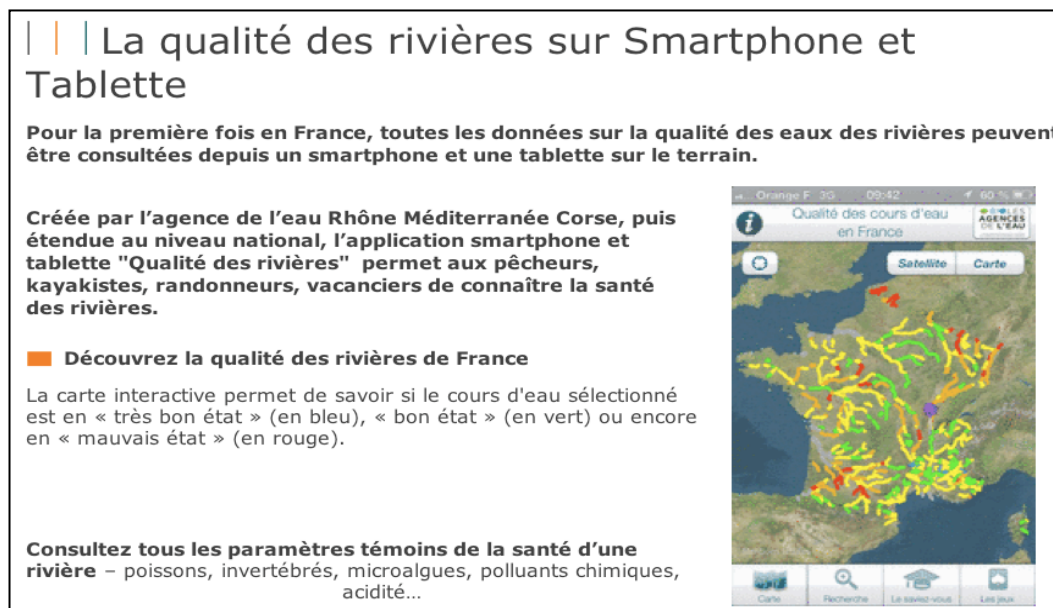 La qualité des rivières sur Smartphone et
Tablette
Pour la première fois en France, toutes les données sur la qualité des eaux des rivières peuvent
être consultées depuis un smartphone et une tablette sur le terrain.
Créée par l'agence de l'eau Rhône Méditerranée Corse, puis
étendue au niveau national, l'application smartphone et
tablette "Qualité des rivières" permet aux pêcheurs,
kayakistes, randonneurs, vacanciers de connaître la santé
des rivières.
Découvrez la qualité des rivières de France
La carte interactive permet de savoir si le cours d'eau sélectionné
est en « très bon état » (en bleu), « bon état » (en vert) ou encore
en « mauvais état » (en rouge).
Consultez tous les paramètres témoins de la santé d'une
rivière – poissons, invertébrés, microalgues, polluants chimiques,
acidité…
Orange F 3G 09:42 60 %
Qualité des cours d'eau
en France
LES
AGENCES
DE L'EAU
Satellite Carte
Carte Recherche Le saviez-vous Les jeux